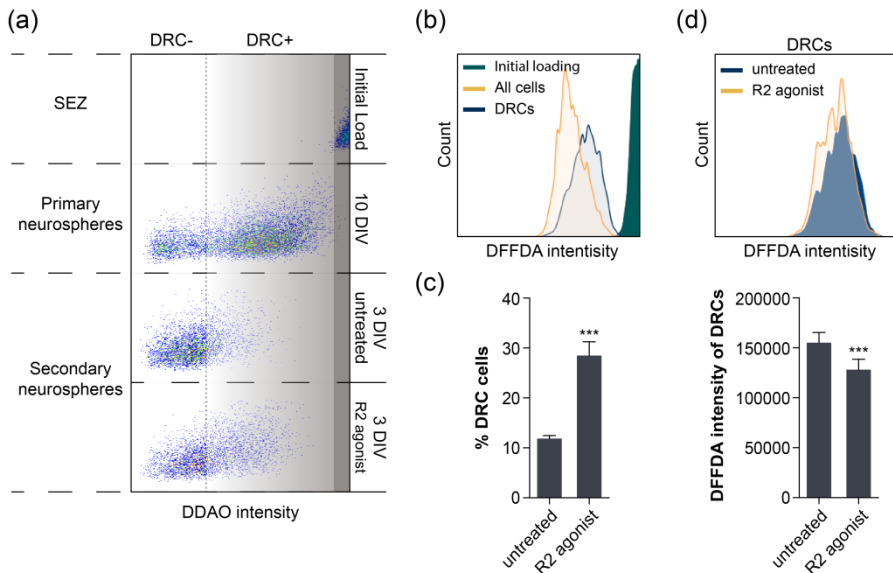 (a)
DRC-
DRC+
SEZ
Initial Load
Primary
neurospheres
10 DIV
Secondary
neurospheres
3 DIV
untreated
3 DIV
R2 agonist
DDAO intensity
(b)
Initial loading
All cells
DRCs
Count
DFFDA intentisity
(c)
% DRC cells
40
30
20
10
0
***
untreated
R2 agonist
(d)
DRCs
untreated
R2 agonist
Count
DFFDA intentisity
DFFDA intensity of DRCs
200000
150000
100000
50000
0
***
untreated
R2 agonist